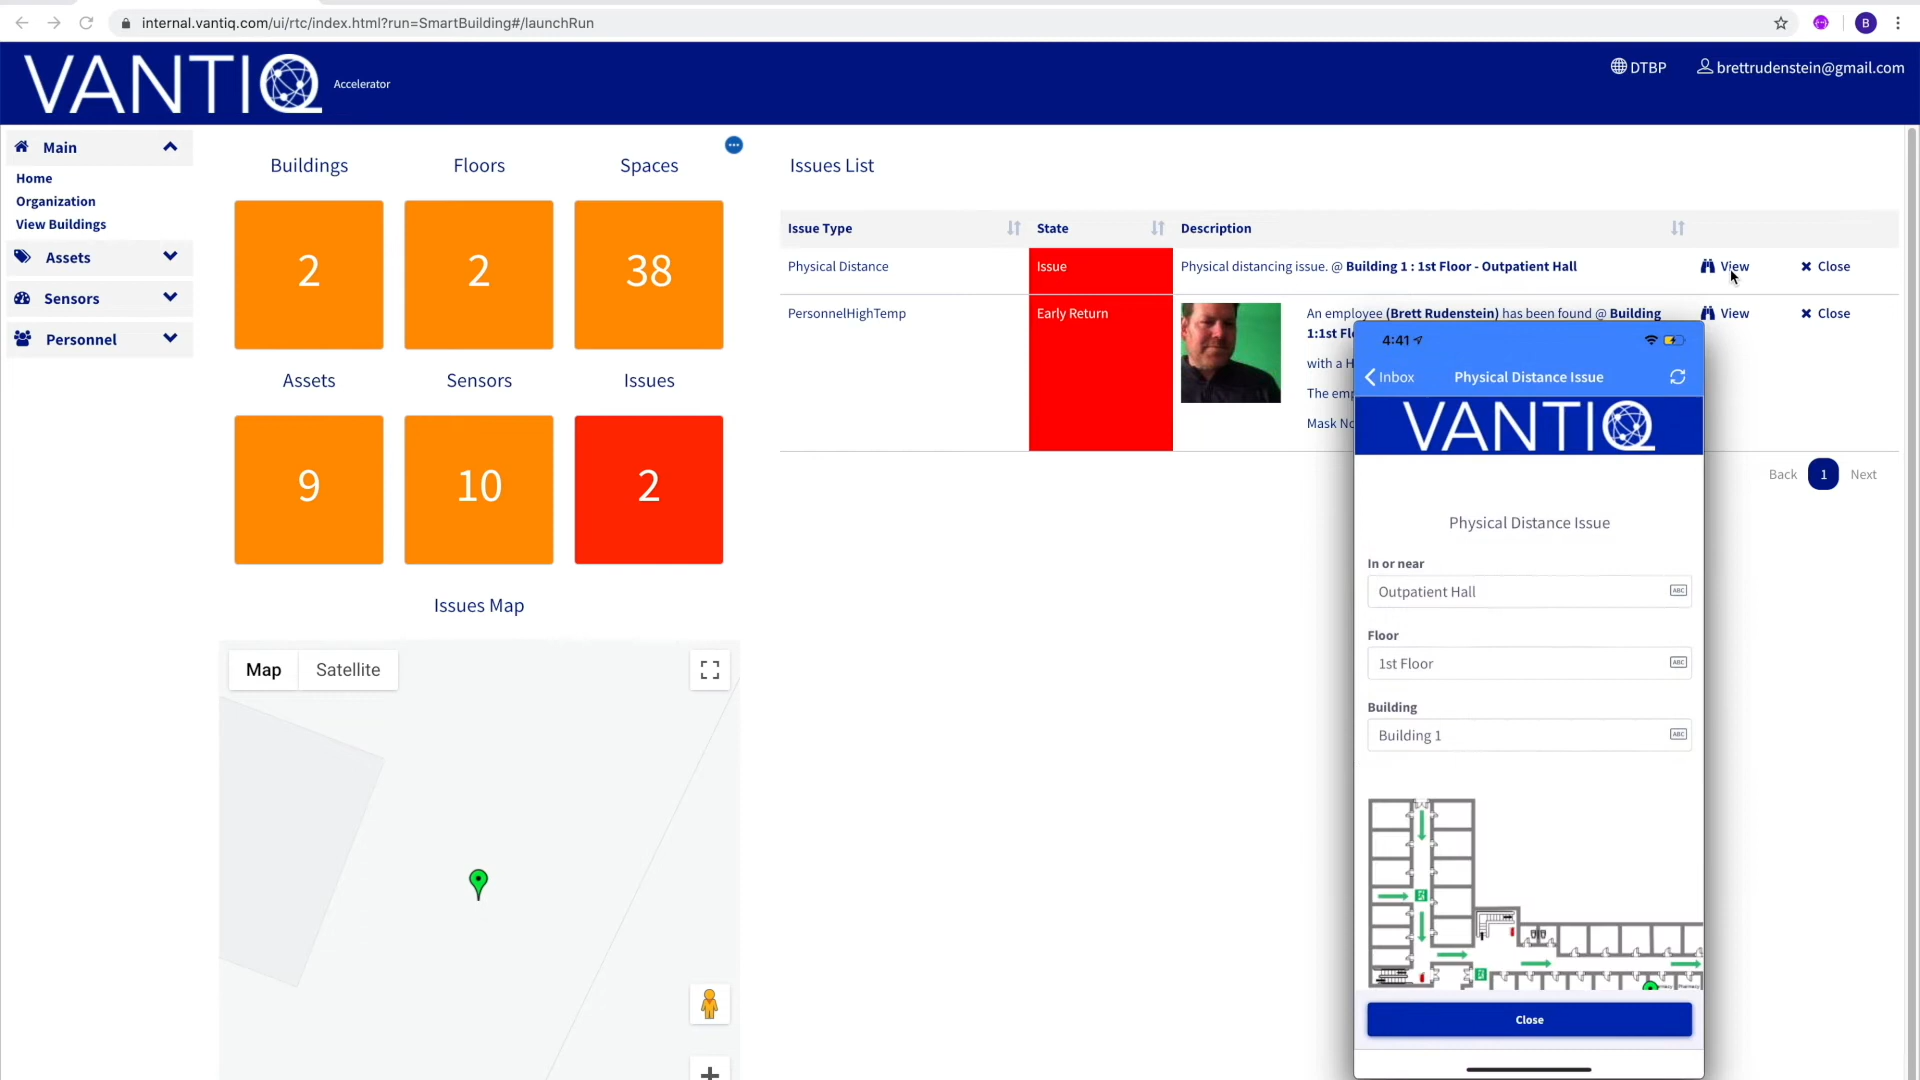 internal.vantiq.com/ui/rtc/index.html?run=SmartBuilding#/launchRun
B
VANTIQ
Accelerator
DTBP
brettrudenstein@gmail.com
Main
Home
Organization
View Buildings
Assets
Sensors
Personnel
Buildings
Floors
Spaces
2
2
38
Assets
Sensors
Issues
9
10
2
Issues Map
Map
Satellite
Issues List
Issue Type
State
Description
Physical Distance
Issue
Physical distancing issue. @ Building 1 : 1st Floor - Outpatient Hall
View
Close
PersonnelHighTemp
Early Return
An employee (Brett Rudenstein) has been found @ Building
1:1st Fl
with a H
The emp
Mask No
View
Close
Back
1
Next
4:41
Inbox
Physical Distance Issue
VANTIQ
Physical Distance Issue
In or near
Outpatient Hall
ABC
Floor
1st Floor
ABC
Building
Building 1
ABC
Pharmacy
Close